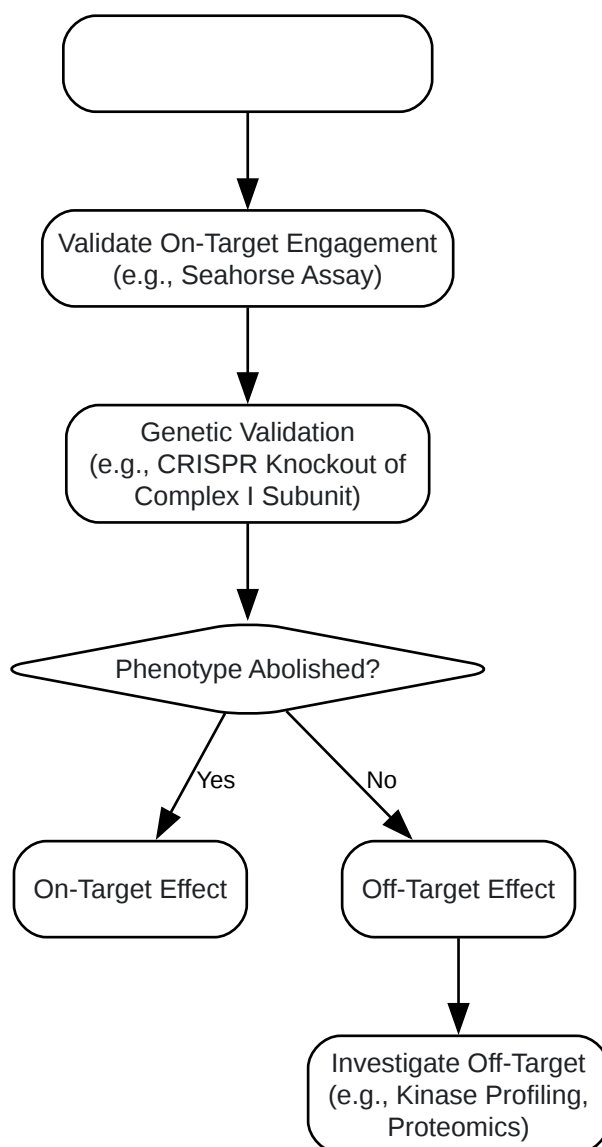 Validate On-Target Engagement
(e.g., Seahorse Assay)
Genetic Validation
(e.g., CRISPR Knockout of
Complex I Subunit)
Phenotype Abolished?
Yes
No
On-Target Effect
Off-Target Effect
Investigate Off-Target
(e.g., Kinase Profiling,
Proteomics)